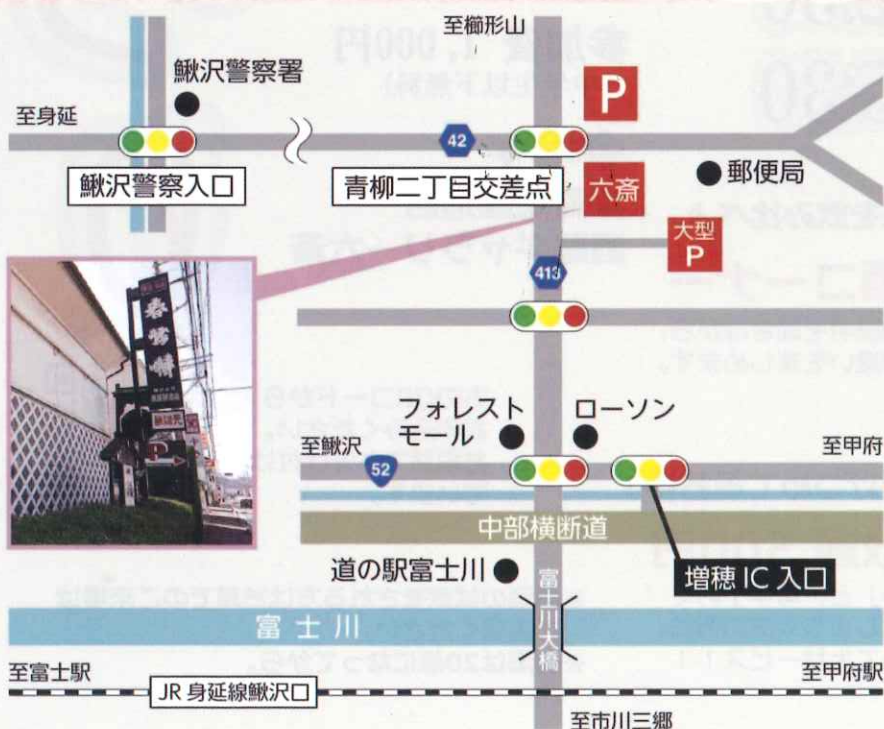 至櫛形山
鰍沢警察署
P
至身延
42
鰍沢警察入口
青柳二丁目交差点
六斎
郵便局
大型
P
413
春鶯囀
P
フォレスト
モール
ローソン
至鰍沢
52
至甲府
中部横断道
道の駅富士川
増穂 IC 入口
富士川大橋
富士川
至富士駅
至甲府駅
JR 身延線鰍沢口
至市川三郷